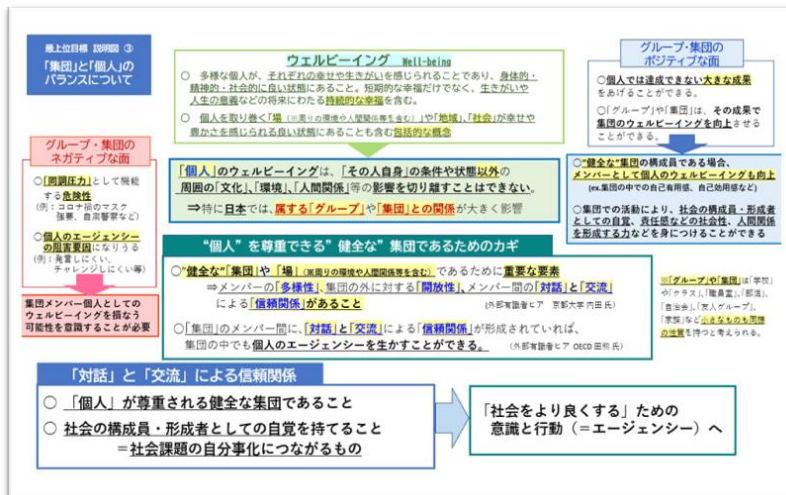 最上位目標 説明図 ③
「集団」と「個人」の
バランスについて
ウェルビーイング Well-being
○ 多様な個人が、それぞれの幸せや生きがいを感じられることであり、身体的・
精神的・社会的に良い状態にあること。短期的な幸福だけでなく、生きがいや
人生の意義などの将来にわたる持続的な幸福を含む。
○ 個人を取り巻く「場(※周りの環境や人間関係等も含む)」や「地域」、「社会」が幸せや
豊かさを感じられる良い状態にあることも含む包括的な概念
グループ・集団の
ポジティブな面
○個人では達成できない大きな成果
をあげることができる。
○「グループ」や「集団」は、その成果で
集団のウェルビーイングを向上させる
ことができる。
グループ・集団の
ネガティブな面
○「同調圧力」として機能
する危険性
(例:コロナ禍のマスク
強要、自粛警察など)
○個人のエージェンシー
の阻害要因になりうる
(例:発言しにくい、
チャレンジしにくい等)
集団メンバー個人としての
ウェルビーイングを損なう
可能性を意識することが必要
「個人」のウェルビーイングは、「その人自身」の条件や状態以外の
周囲の「文化」、「環境」、「人間関係」等の影響を切り離すことはできない。
⇒特に日本では、属する「グループ」や「集団」との関係が大きく影響
○“健全な”集団の構成員である場合、
メンバーとして個人のウェルビーイングも向上
(ex.集団の中での自己有用感、自己効力感など)
○集団での活動により、社会の構成員・形成者
としての自覚、責任感などの社会性、人間関係
を形成する力などを身につけることができる
“個人”を尊重できる”健全な”集団であるためのカギ
○“健全な”「集団」や「場」(※周りの環境や人間関係等を含む)であるために重要な要素
⇒メンバーの「多様性」、集団の外に対する「開放性」、メンバー間の「対話」と「交流」
による「信頼関係」があること (外部有識者ヒア 京都大 内田氏)
○「集団」のメンバー間に、「対話」と「交流」による「信頼関係」が形成されていれば、
集団の中でも個人のエージェンシーを生かすことができる。 (外部有識者ヒア OECD 田熊氏)
※「グループ」や「集団」は「学校」
や「クラス」、「職員室」、「部活」、
「自治会」、「友人グループ」、
「家族」など小さなものも同様
の性質を持つと考えられる。
「対話」と「交流」による信頼関係
○ 「個人」が尊重される健全な集団であること
○ 社会の構成員・形成者としての自覚を持てること
=社会課題の自分事化につながるもの
「社会をより良くする」ための
意識と行動(=エージェンシー)へ